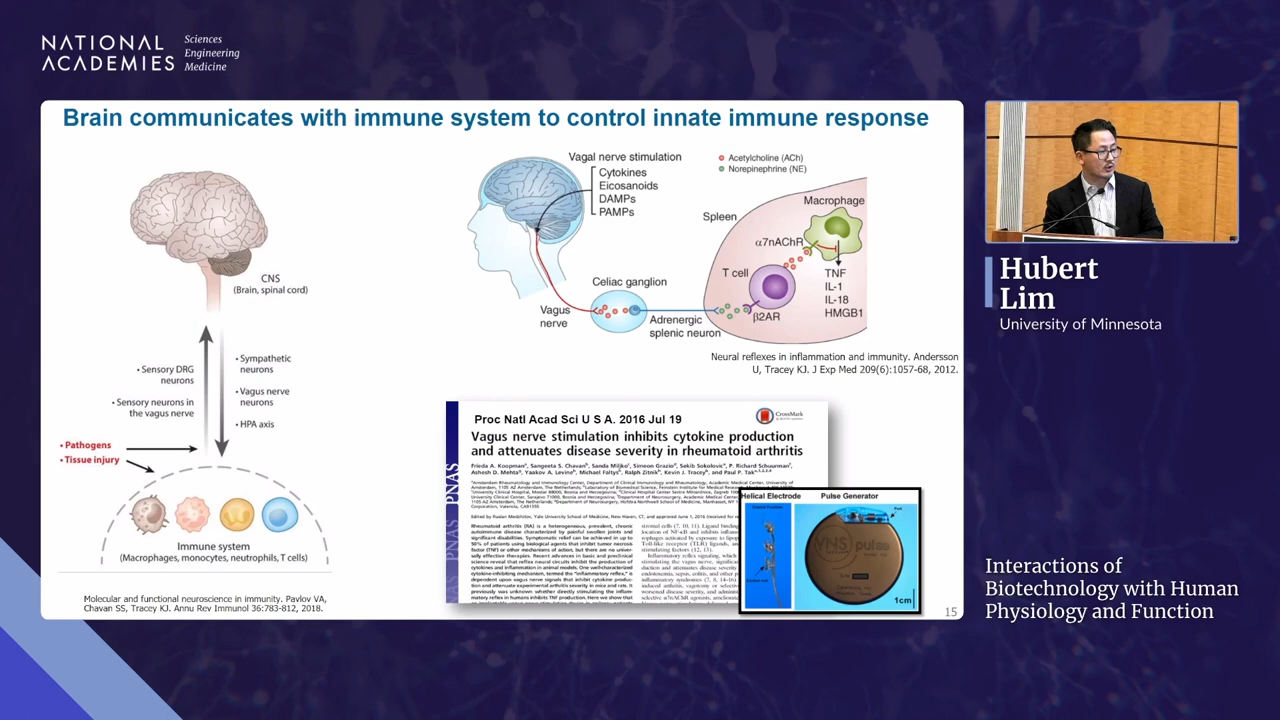 NATIONAL
ACADEMIES
Sciences
Engineering
Medicine
Brain communicates with immune system to control innate immune response
CNS
(Brain, spinal cord)
• Sensory DRG
neurons
• Sensory neurons in
the vagus nerve
• Sympathetic
neurons
• Vagus nerve
neurons
• HPA axis
• Pathogens
• Tissue injury
Immune system
(Macrophages, monocytes, neutrophils, T cells)
Molecular and functional neuroscience in immunity. Pavlov VA,
Chavan SS, Tracey KJ. Annu Rev Immunol 36:783-812, 2018.
Vagal nerve stimulation
Cytokines
Eicosanoids
DAMPs
PAMPs
Acetylcholine (ACh)
Norepinephrine (NE)
Macrophage
Spleen
α7nAChR
T cell
TNF
IL-1
IL-18
HMGB1
Celiac ganglion
Vagus
nerve
Adrenergic
splenic neuron
β2AR
Neural reflexes in inflammation and immunity. Andersson
U, Tracey KJ. J Exp Med 209(6):1057-68, 2012.
Proc Natl Acad Sci U S A. 2016 Jul 19
CrossMark
Vagus nerve stimulation inhibits cytokine production
and attenuates disease severity in rheumatoid arthritis
PNAS
Helical Electrode
Pulse Generator
VNS pulse
1cm
15
Hubert
Lim
University of Minnesota
Interactions of
Biotechnology with Human
Physiology and Function